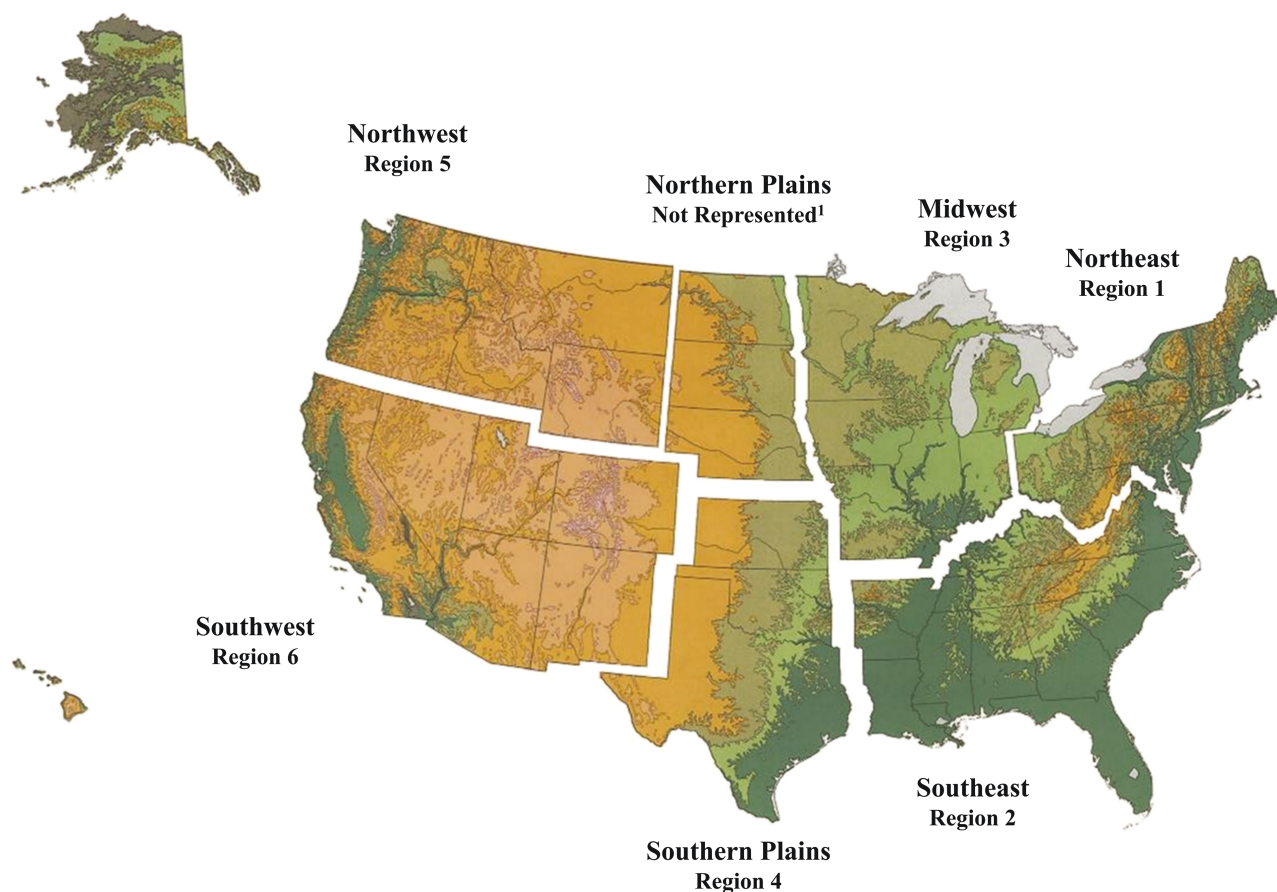 Northwest
Region 5
Northern Plains
Not Represented¹
Midwest
Region 3
Northeast
Region 1
Southwest
Region 6
Southeast
Region 2
Southern Plains
Region 4